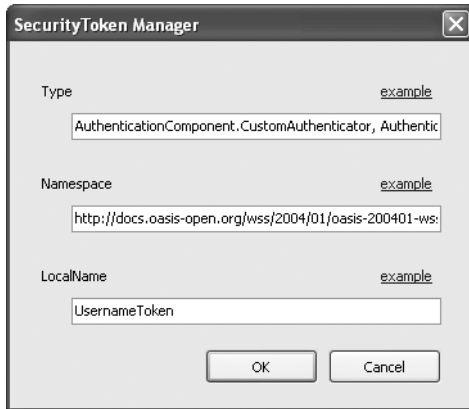 SecurityToken Manager
Type example
AuthenticationComponent.CustomAuthenticator, Authentic
Namespace example
http://docs.oasis-open.org/wss/2004/01/oasis-200401-ws
LocalName example
UsernameToken
OK Cancel